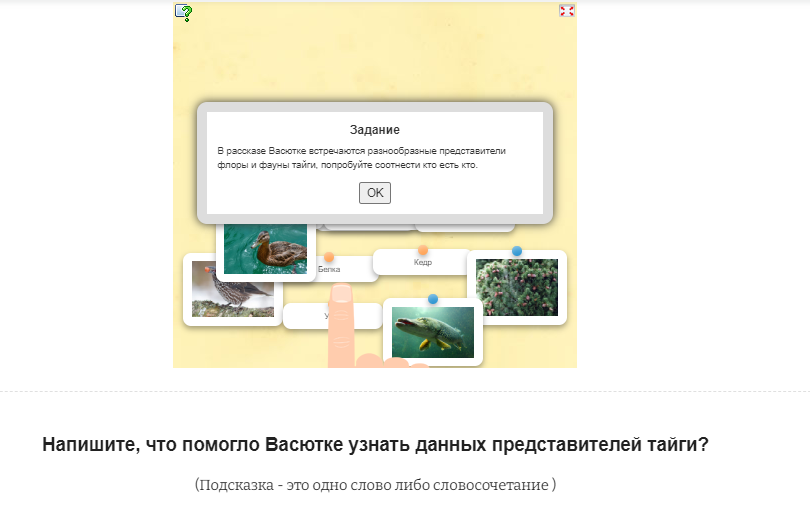 Задание
В рассказе Васютке встречаются разнообразные представители
флоры и фауны тайги, попробуйте соотнести кто есть кто.
OK
Белка
Кедр
Напишите, что помогло Васютке узнать данных представителей тайги?
(Подсказка - это одно слово либо словосочетание )